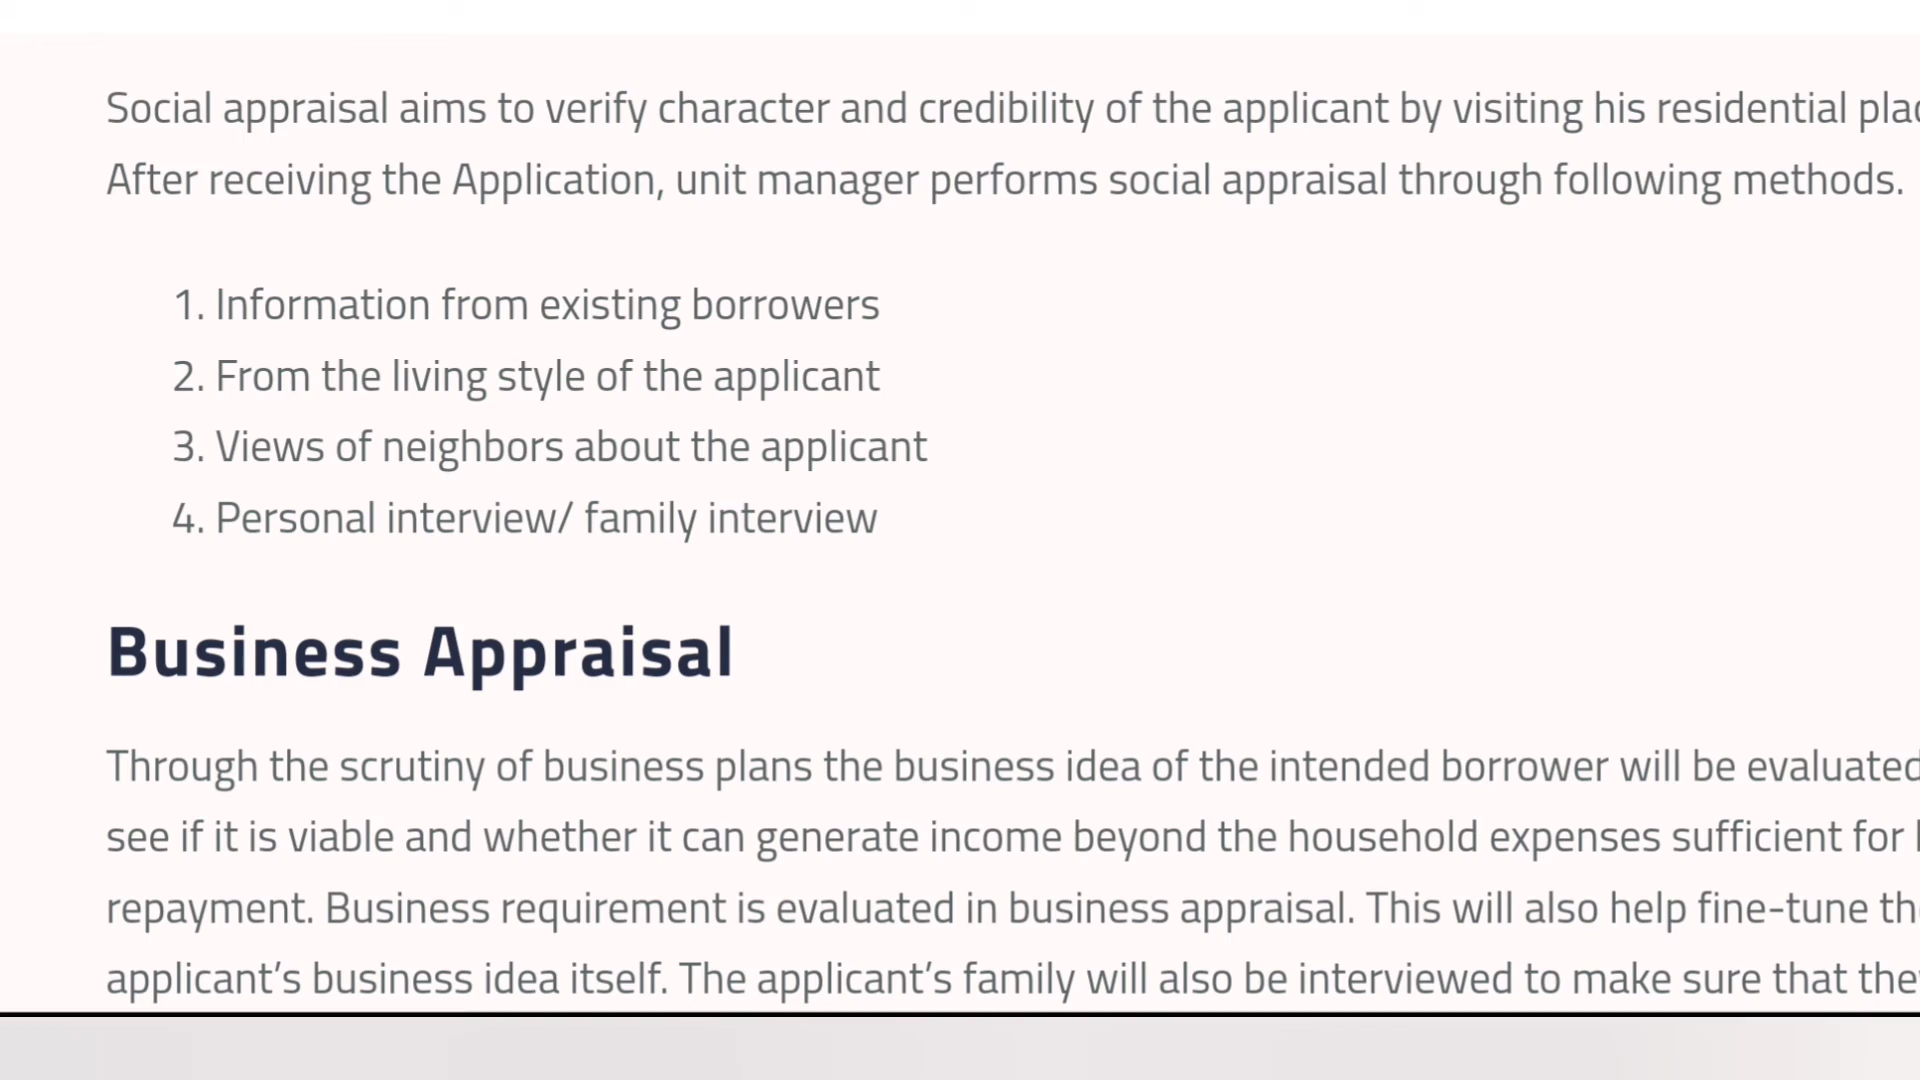 Social appraisal aims to verify character and credibility of the applicant by visiting his residential
After receiving the Application, unit manager performs social appraisal through following methods.
1. Information from existing borrowers
2. From the living style of the applicant
3. Views of neighbors about the applicant
4. Personal interview/ family interview
Business Appraisal
Through the scrutiny of business plans the business idea of the intended borrower will be evaluated
see if it is viable and whether it can generate income beyond the household expenses sufficient for
repayment. Business requirement is evaluated in business appraisal. This will also help fine-tune
applicant’s business idea itself. The applicant’s family will also be interviewed to make sure that